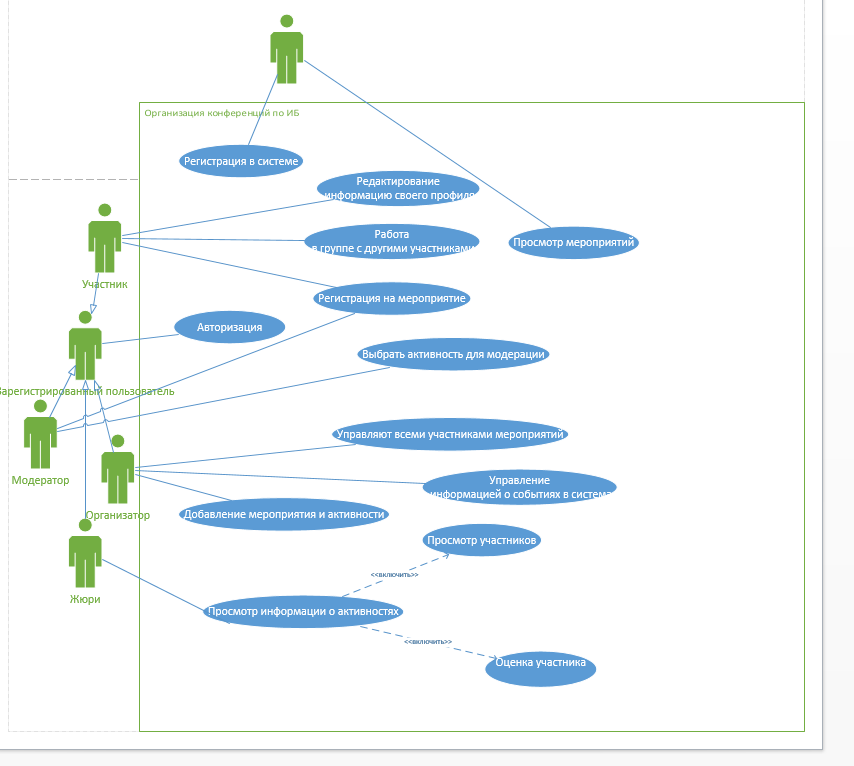 Организация конференций по ИБ
Регистрация в системе
Редактирование
информацию своего профиля
Работа
в группе с другими участниками
Просмотр мероприятий
Участник
Регистрация на мероприятие
Авторизация
Выбрать активность для модерации
Зарегистрированный пользователь
Управляют всеми участниками мероприятий
Модератор
Управление
информацией о событиях в система
Организатор
Добавление мероприятия и активности
Просмотр участников
<<включить>>
Жюри
Просмотр информации о активностях
<<включить>>
Оценка участника